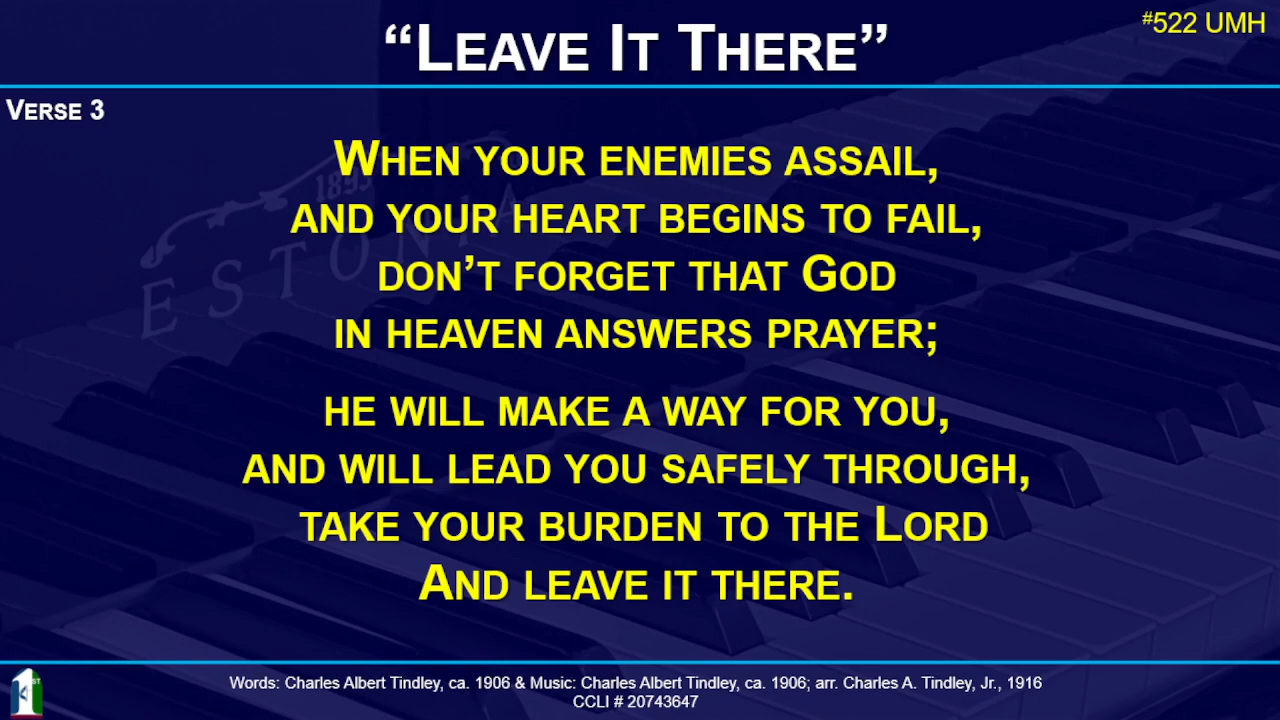 “Leave It There”
#522 UMH
Verse 3
When your enemies assail,
and your heart begins to fail,
don’t forget that God
in heaven answers prayer;
he will make a way for you,
and will lead you safely through,
take your burden to the Lord
And leave it there.
ESTONIA
1893
1ST
Words: Charles Albert Tindley, ca. 1906 & Music: Charles Albert Tindley, ca. 1906; arr. Charles A. Tindley, Jr., 1916
CCLI # 20743647